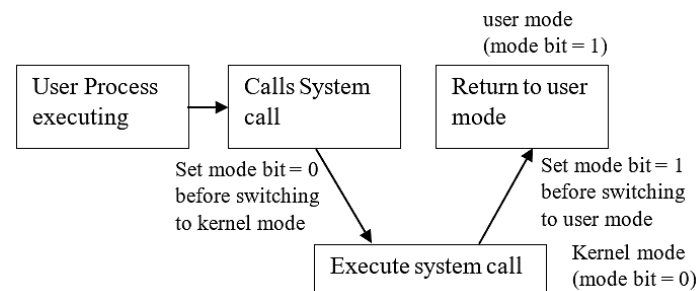 user mode
(mode bit = 1)
User Process
executing
Calls System
call
Return to user
mode
Set mode bit = 0
before switching
to kernel mode
Set mode bit = 1
before switching
to user mode
Execute system call
Kernel mode
(mode bit = 0)